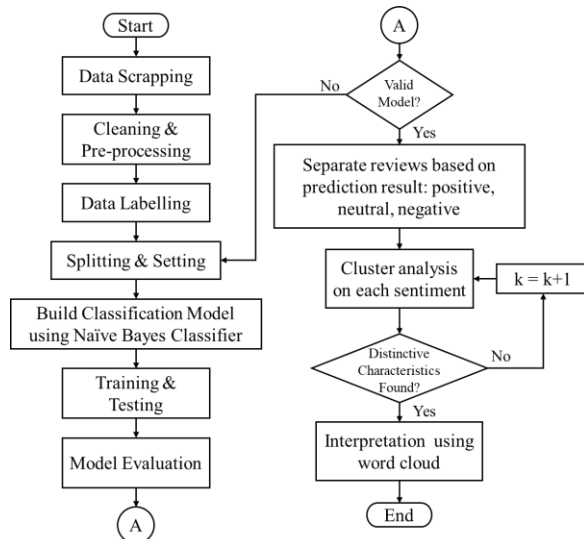 Start
Data Scrapping
Cleaning &
Pre-processing
Data Labelling
Splitting & Setting
Build Classification Model
using Naïve Bayes Classifier
Training &
Testing
Model Evaluation
A
A
Valid
Model?
No
Yes
Separate reviews based on
prediction result: positive,
neutral, negative
Cluster analysis
on each sentiment
k = k+1
Distinctive
Characteristics
Found?
No
Yes
Interpretation using
word cloud
End